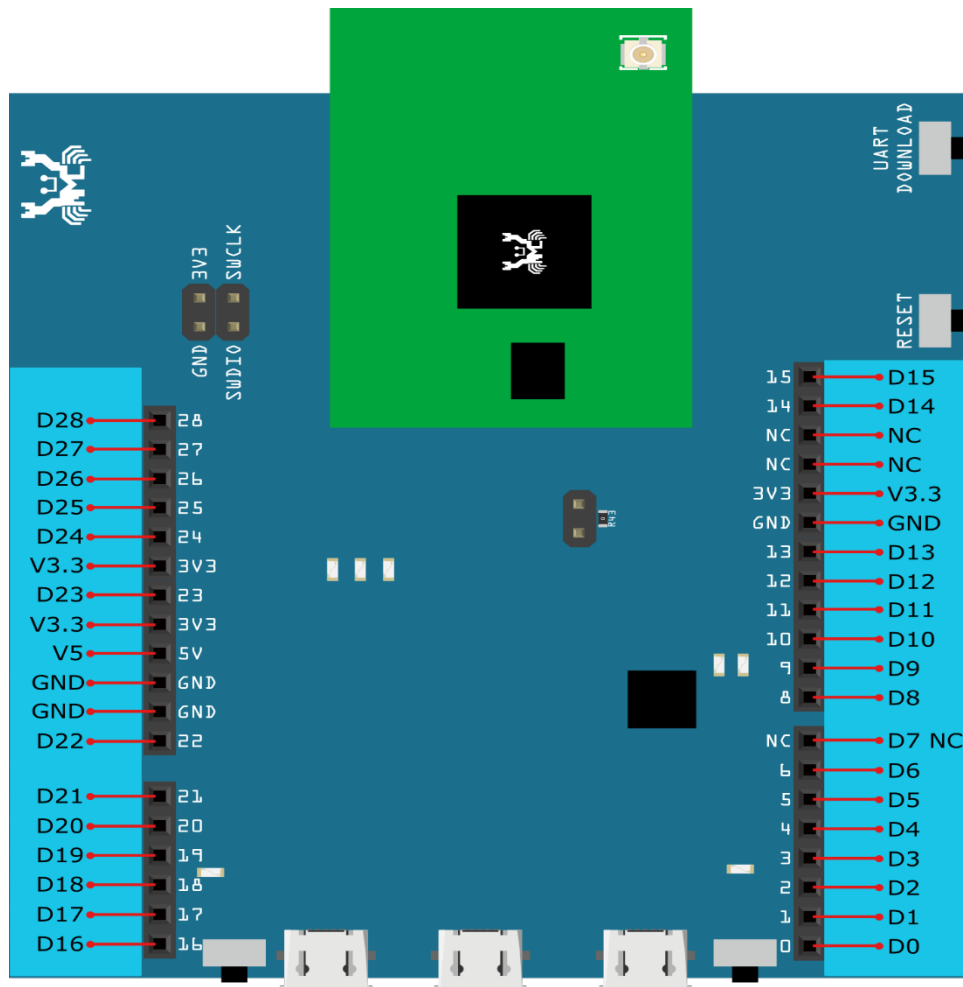 UART
DOWNLOAD
3V3
SWCLK
GND
SWDIO
RESET
D28 28
D27 27
D26 26
D25 25
D24 24
V3.3 3V3
D23 23
V3.3 3V3
V5 5V
GND GND
GND GND
D22 22
D21 21
D20 20
D19 19
D18 18
D17 17
D16 16
R43
15 D15
14 D14
NC NC
NC NC
3V3 V3.3
GND GND
13 D13
12 D12
11 D11
10 D10
9 D9
8 D8
NC D7 NC
6 D6
5 D5
4 D4
3 D3
2 D2
1 D1
0 D0